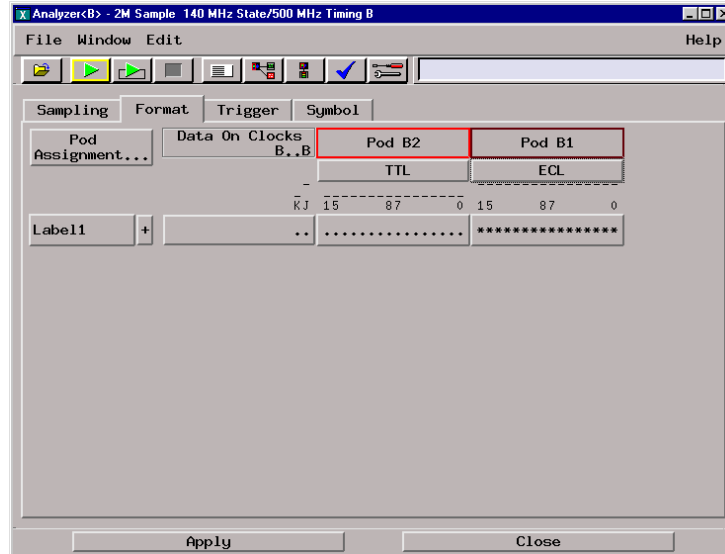 Analyzer<B> - 2M Sample 140 MHz State/500 MHz Timing B
File Window Edit Help
Sampling Format Trigger Symbol
Pod Assignment...
Data On Clocks B..B
Pod B2
Pod B1
TTL
ECL
KJ 15 87 0 15 87 0
Label1 + .. ................ ****************
Apply Close